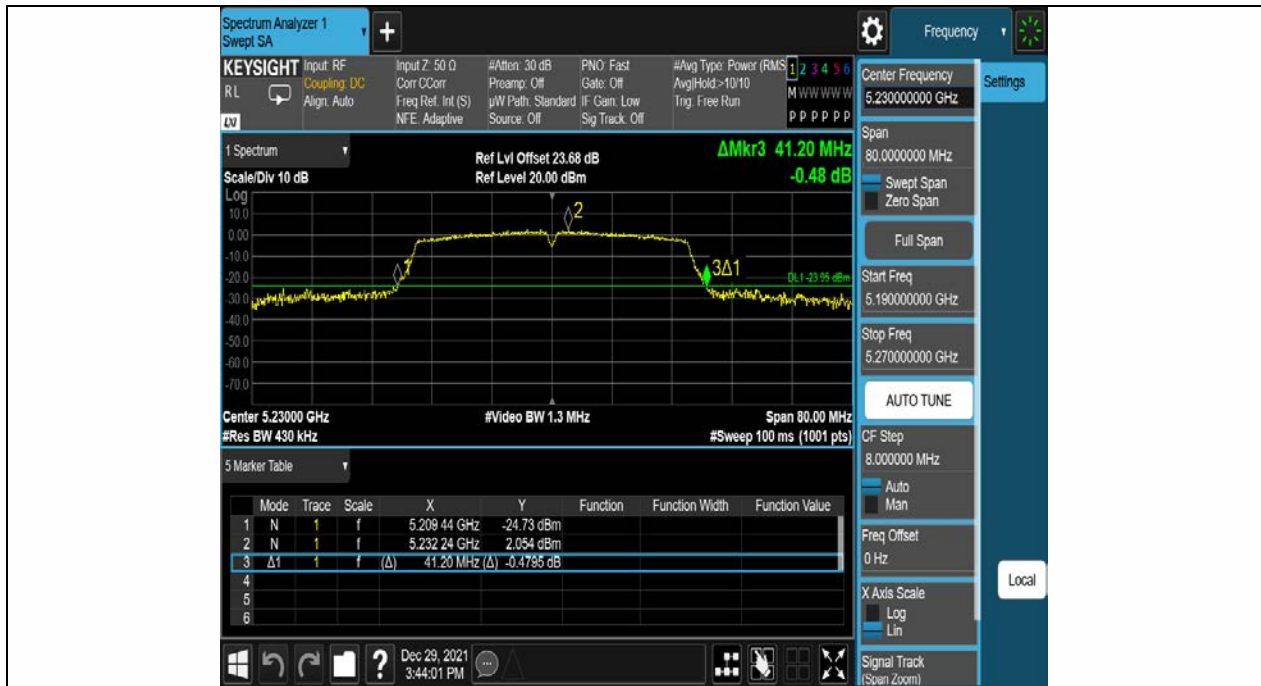 Spectrum Analyzer 1
Swept SA
+
Frequency
KEYSIGHT
RL
LXI
Input: RF
Coupling: DC
Align: Auto
Input Z: 50 Ω
Corr CCorr
Freq Ref: Int (S)
NFE: Adaptive
#Atten: 30 dB
Preamp: Off
µW Path: Standard
Source: Off
PNO: Fast
Gate: Off
IF Gain: Low
Sig Track: Off
#Avg Type: Power (RMS
Avg|Hold:>10/10
Trig: Free Run
1 2 3 4 5 6
M W W W W W
P P P P P P
1 Spectrum
Scale/Div 10 dB
Ref Lvl Offset 23.68 dB
Ref Level 20.00 dBm
ΔMkr3 41.20 MHz
-0.48 dB
Log
10.0
0.00
-10.0
-20.0
-30.0
-40.0
-50.0
-60.0
-70.0
2
1
3Δ1
DL1 -23.95 dBm
Center 5.23000 GHz
#Res BW 430 kHz
#Video BW 1.3 MHz
Span 80.00 MHz
#Sweep 100 ms (1001 pts)
5 Marker Table
Mode Trace Scale X Y Function Function Width Function Value
1 N 1 f 5.209 44 GHz -24.73 dBm
2 N 1 f 5.232 24 GHz 2.054 dBm
3 Δ1 1 f (Δ) 41.20 MHz (Δ) -0.4795 dB
4
5
6
?
Dec 29, 2021
3:44:01 PM
Center Frequency
5.230000000 GHz
Span
80.0000000 MHz
Swept Span
Zero Span
Full Span
Start Freq
5.190000000 GHz
Stop Freq
5.270000000 GHz
AUTO TUNE
CF Step
8.000000 MHz
Auto
Man
Freq Offset
0 Hz
X Axis Scale
Log
Lin
Signal Track
(Span Zoom)
Settings
Local